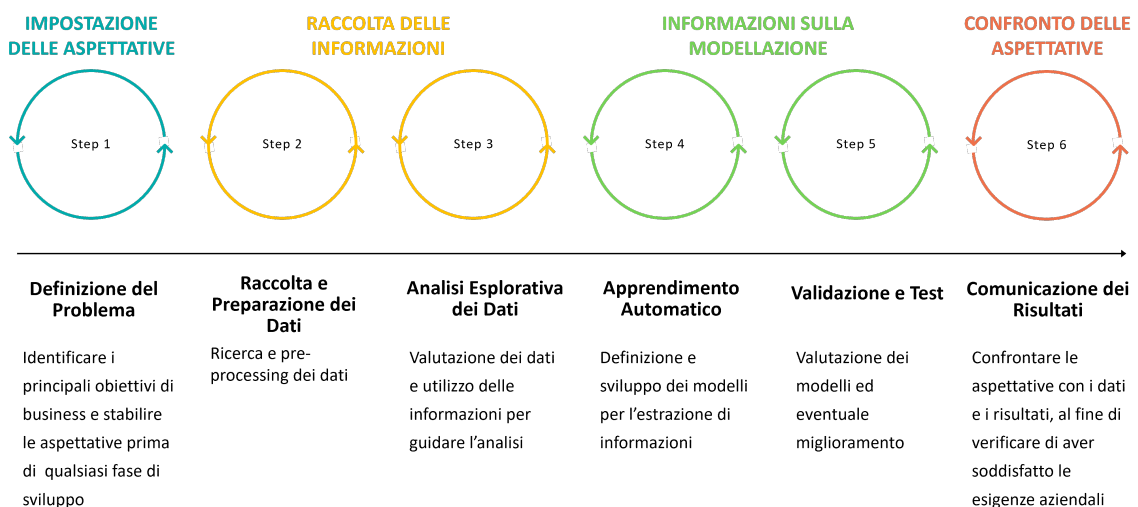 IMPOSTAZIONE
DELLE ASPETTATIVE
RACCOLTA DELLE
INFORMAZIONI
INFORMAZIONI SULLA
MODELLAZIONE
CONFRONTO DELLE
ASPETTATIVE
Step 1
Step 2
Step 3
Step 4
Step 5
Step 6
Definizione del
Problema
Identificare i
principali obiettivi di
business e stabilire
le aspettative prima
di qualsiasi fase di
sviluppo
Raccolta e
Preparazione dei
Dati
Ricerca e pre-
processing dei dati
Analisi Esplorativa
dei Dati
Valutazione dei dati
e utilizzo delle
informazioni per
guidare l’analisi
Apprendimento
Automatico
Definizione e
sviluppo dei modelli
per l’estrazione di
informazioni
Validazione e Test
Valutazione dei
modelli ed
eventuale
miglioramento
Comunicazione dei
Risultati
Confrontare le
aspettative con i dati
e i risultati, al fine di
verificare di aver
soddisfatto le
esigenze aziendali